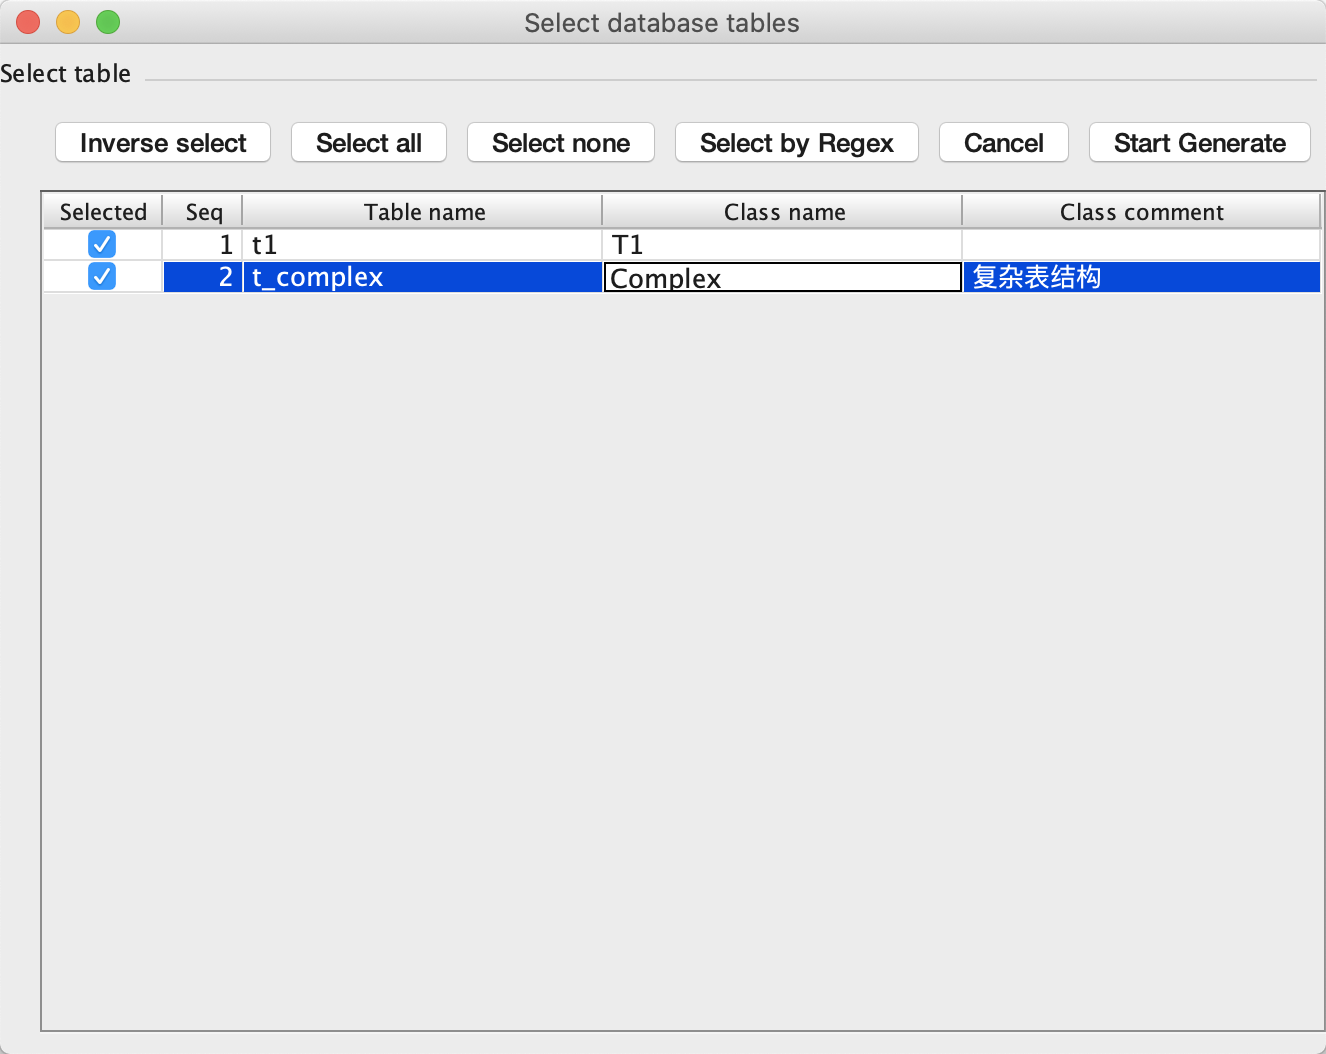 Select database tables
Select table
Inverse select Select all Select none Select by Regex Cancel Start Generate
Selected Seq Table name Class name Class comment
1 t1 T1
2 t_complex Complex 复杂表结构